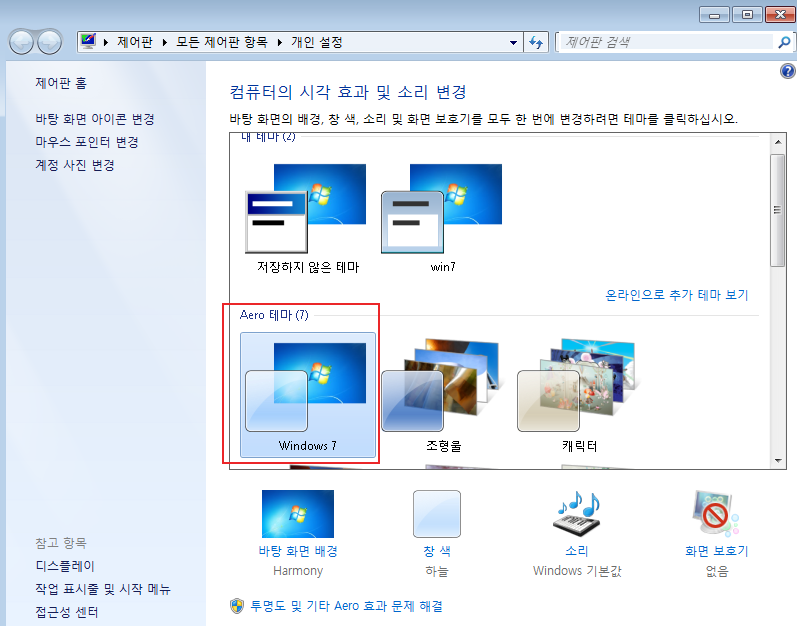 제어판 ▸ 모든 제어판 항목 ▸ 개인 설정
제어판 검색
제어판 홈
바탕 화면 아이콘 변경
마우스 포인터 변경
계정 사진 변경
컴퓨터의 시각 효과 및 소리 변경
바탕 화면의 배경, 창 색, 소리 및 화면 보호기를 모두 한 번에 변경하려면 테마를 클릭하십시오.
내 테마 (2)
저장하지 않은 테마
win7
온라인으로 추가 테마 보기
Aero 테마 (7)
Windows 7
조형물
캐릭터
바탕 화면 배경
Harmony
창 색
하늘
소리
Windows 기본값
화면 보호기
없음
투명도 및 기타 Aero 효과 문제 해결
참고 항목
디스플레이
작업 표시줄 및 시작 메뉴
접근성 센터